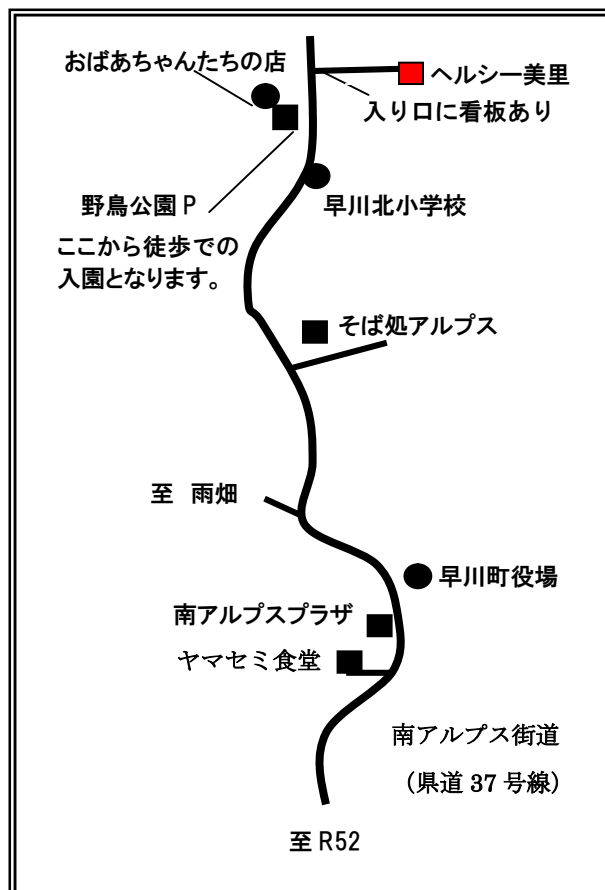 おばあちゃんたちの店
ヘルシー美里
入り口に看板あり
野鳥公園 P
早川北小学校
ここから徒歩での
入園となります。
そば処アルプス
至 雨畑
早川町役場
南アルプスプラザ
ヤマセミ食堂
南アルプス街道
(県道 37 号線)
至 R52